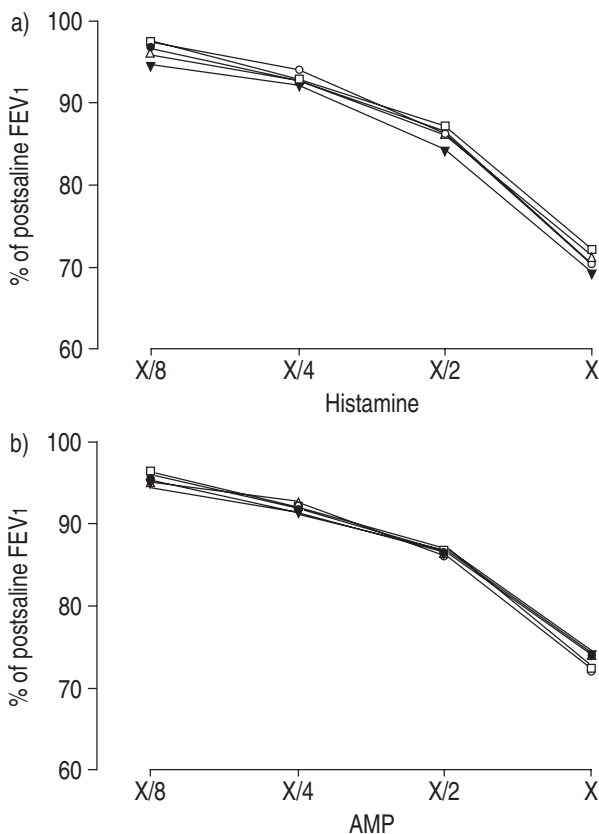 a)
% of postsaline FEV1
100
90
80
70
60
X/8 X/4 X/2 X
Histamine
b)
% of postsaline FEV1
100
90
80
70
60
X/8 X/4 X/2 X
AMP